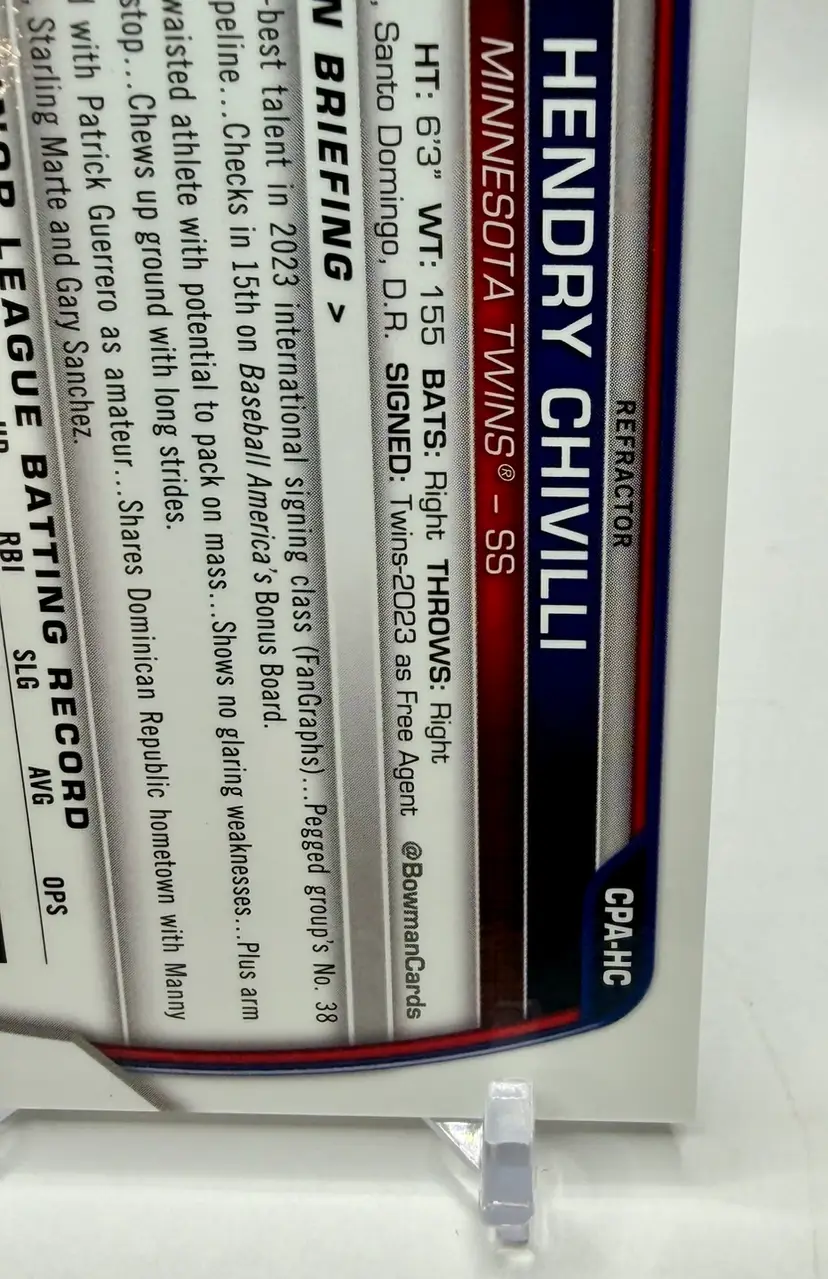 REFRACTOR
CPA-HC
HENDRY CHIVILLI
MINNESOTA TWINS® – SS
HT: 6'3" WT: 155 BATS: Right THROWS: Right
, Santo Domingo, D.R. SIGNED: Twins-2023 as Free Agent @BowmanCards
N BRIEFING >
-best talent in 2023 international signing class (FanGraphs)...Pegged group's No. 38
peline...Checks in 15th on Baseball America's Bonus Board.
waisted athlete with potential to pack on mass...Shows no glaring weaknesses...Plus arm
stop...Chews up ground with long strides.
with Patrick Guerrero as amateur...Shares Dominican Republic hometown with Manny
, Starling Marte and Gary Sanchez.
LEAGUE BATTING RECORD
RBI SLG AVG OPS